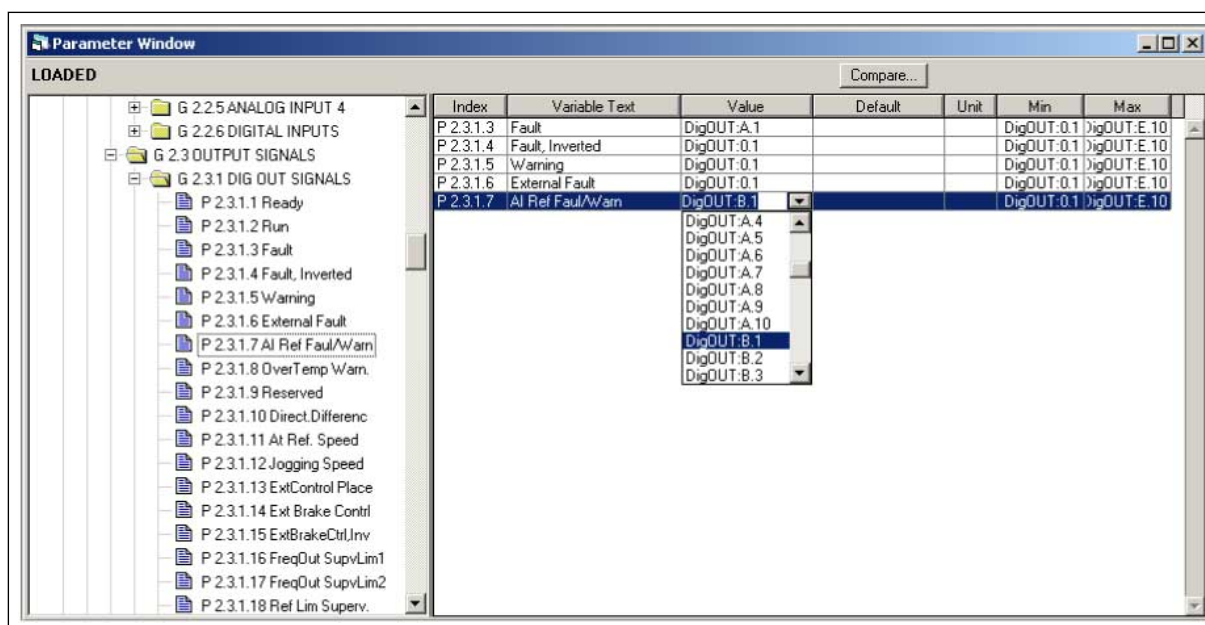 Parameter Window
LOADED
Compare...
G 2.2.5 ANALOG INPUT 4
G 2.2.6 DIGITAL INPUTS
G 2.3 OUTPUT SIGNALS
G 2.3.1 DIG OUT SIGNALS
P 2.3.1.1 Ready
P 2.3.1.2 Run
P 2.3.1.3 Fault
P 2.3.1.4 Fault, Inverted
P 2.3.1.5 Warning
P 2.3.1.6 External Fault
P 2.3.1.7 AI Ref Faul/Warn
P 2.3.1.8 OverTemp Warn.
P 2.3.1.9 Reserved
P 2.3.1.10 Direct.Differenc
P 2.3.1.11 At Ref. Speed
P 2.3.1.12 Jogging Speed
P 2.3.1.13 ExtControl Place
P 2.3.1.14 Ext Brake Contrl
P 2.3.1.15 ExtBrakeCtrl,Inv
P 2.3.1.16 FreqOut SupvLim1
P 2.3.1.17 FreqOut SupvLim2
P 2.3.1.18 Ref Lim Superv.
Index Variable Text Value Default Unit Min Max
P 2.3.1.3 Fault DigOUT:A.1 DigOUT:0.1 DigOUT:E.10
P 2.3.1.4 Fault, Inverted DigOUT:0.1 DigOUT:0.1 DigOUT:E.10
P 2.3.1.5 Warning DigOUT:0.1 DigOUT:0.1 DigOUT:E.10
P 2.3.1.6 External Fault DigOUT:0.1 DigOUT:0.1 DigOUT:E.10
P 2.3.1.7 AI Ref Faul/Warn DigOUT:B.1 DigOUT:0.1 DigOUT:E.10
DigOUT:A.4
DigOUT:A.5
DigOUT:A.6
DigOUT:A.7
DigOUT:A.8
DigOUT:A.9
DigOUT:A.10
DigOUT:B.1
DigOUT:B.2
DigOUT:B.3